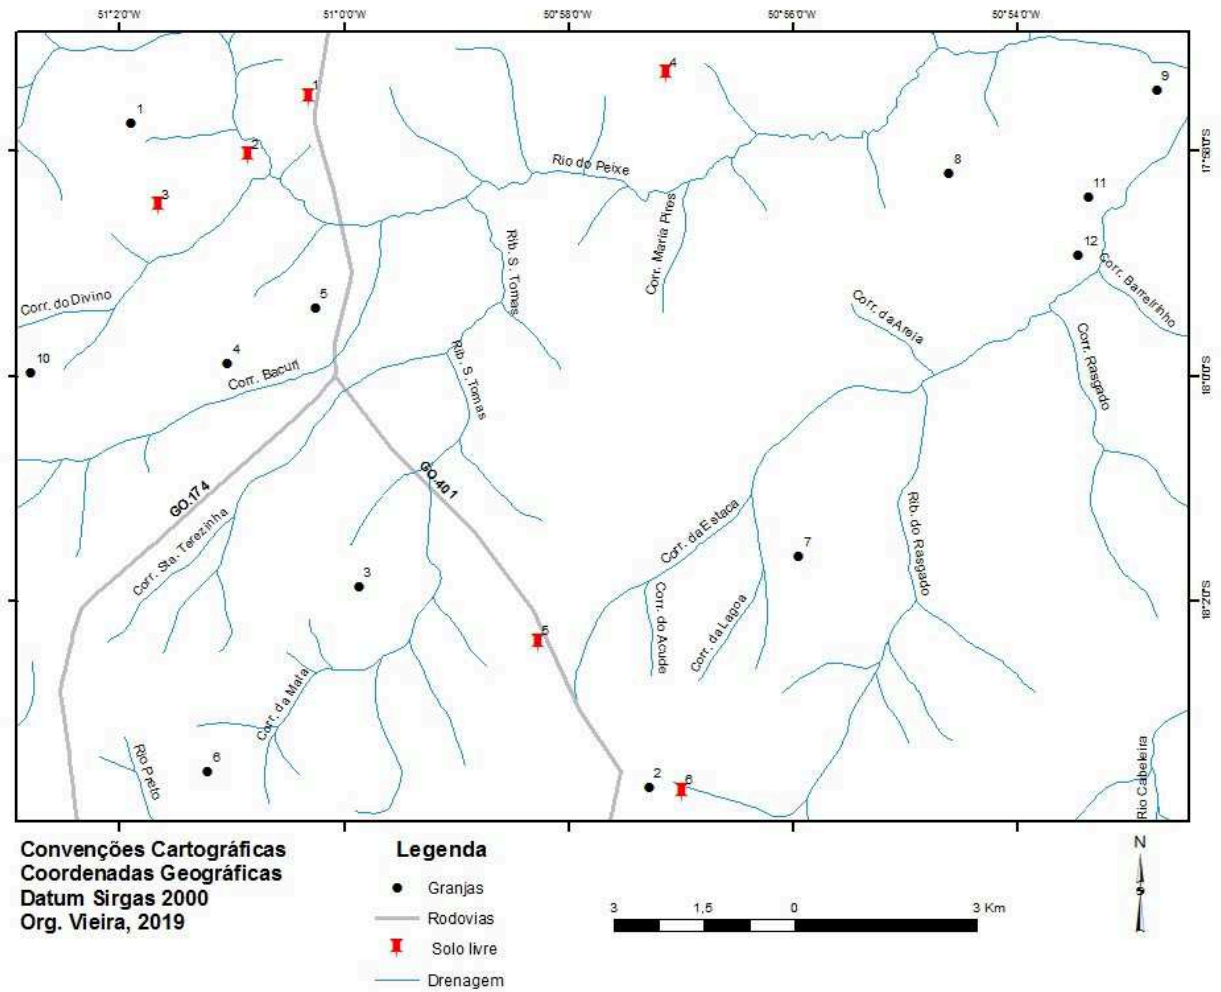 51°2'0"W 51°0'0"W 50°58'0"W 50°56'0"W 50°54'0"W
1
4
9
1
2
17°58'0"S
Rio do Peixe
8
3
11
Corr. Maria Pires
Rib. S. Tomas
12
Corr. Barreirinho
Corr. do Divino
5
Corr. da Areia
10
4
Corr. Bacuri
Rib. S.Tomas
Corr. Rasgado
18°0'0"S
GO.174
GO.401
Corr. Sta. Terezinha
Corr. da Estaca
Rib. do Rasgado
7
3
Corr. do Acude
Corr. da Lagoa
18°2'0"S
5
Corr. da Mata
Rio Preto
6
2
6
Rio Cabeleira
Convenções Cartográficas
Coordenadas Geográficas
Datum Sirgas 2000
Org. Vieira, 2019
Legenda
Granjas
Rodovias
Solo livre
Drenagem
3 1,5 0 3 Km
N